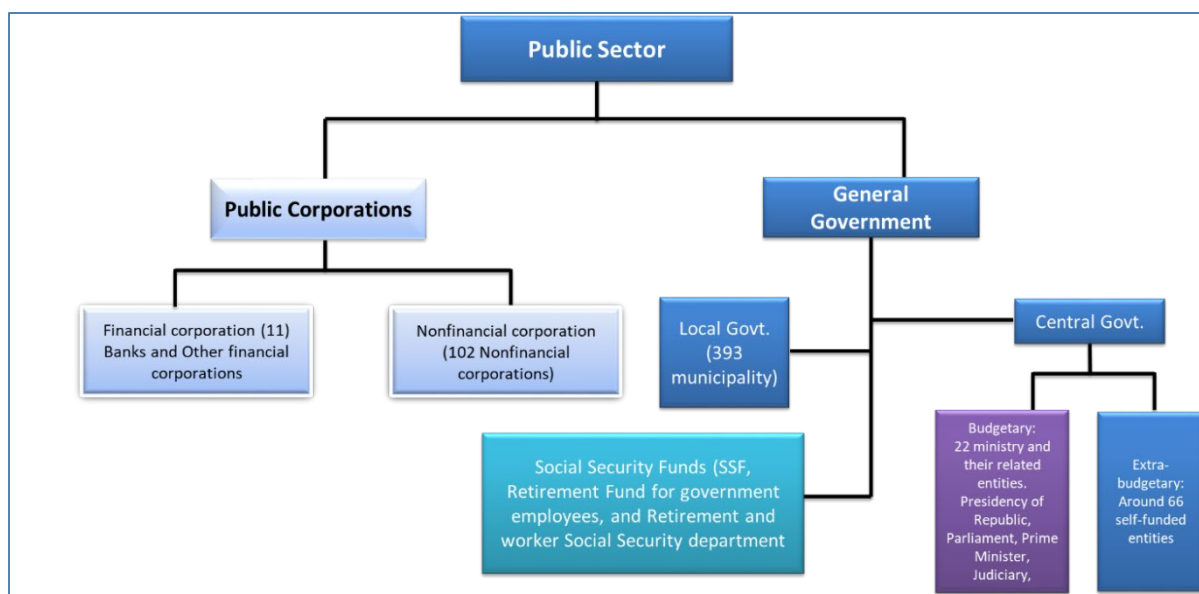 Public Sector
Public Corporations
General
Government
Financial corporation (11)
Banks and Other financial
corporations
Nonfinancial corporation
(102 Nonfinancial
corporations)
Local Govt.
(393
municipality)
Central Govt.
Social Security Funds (SSF,
Retirement Fund for government
employees, and Retirement and
worker Social Security department
Budgetary:
22 ministry and
their related
entities.
Presidency of
Republic,
Parliament, Prime
Minister,
Judiciary,
Extra-
budgetary:
Around 66
self-funded
entities